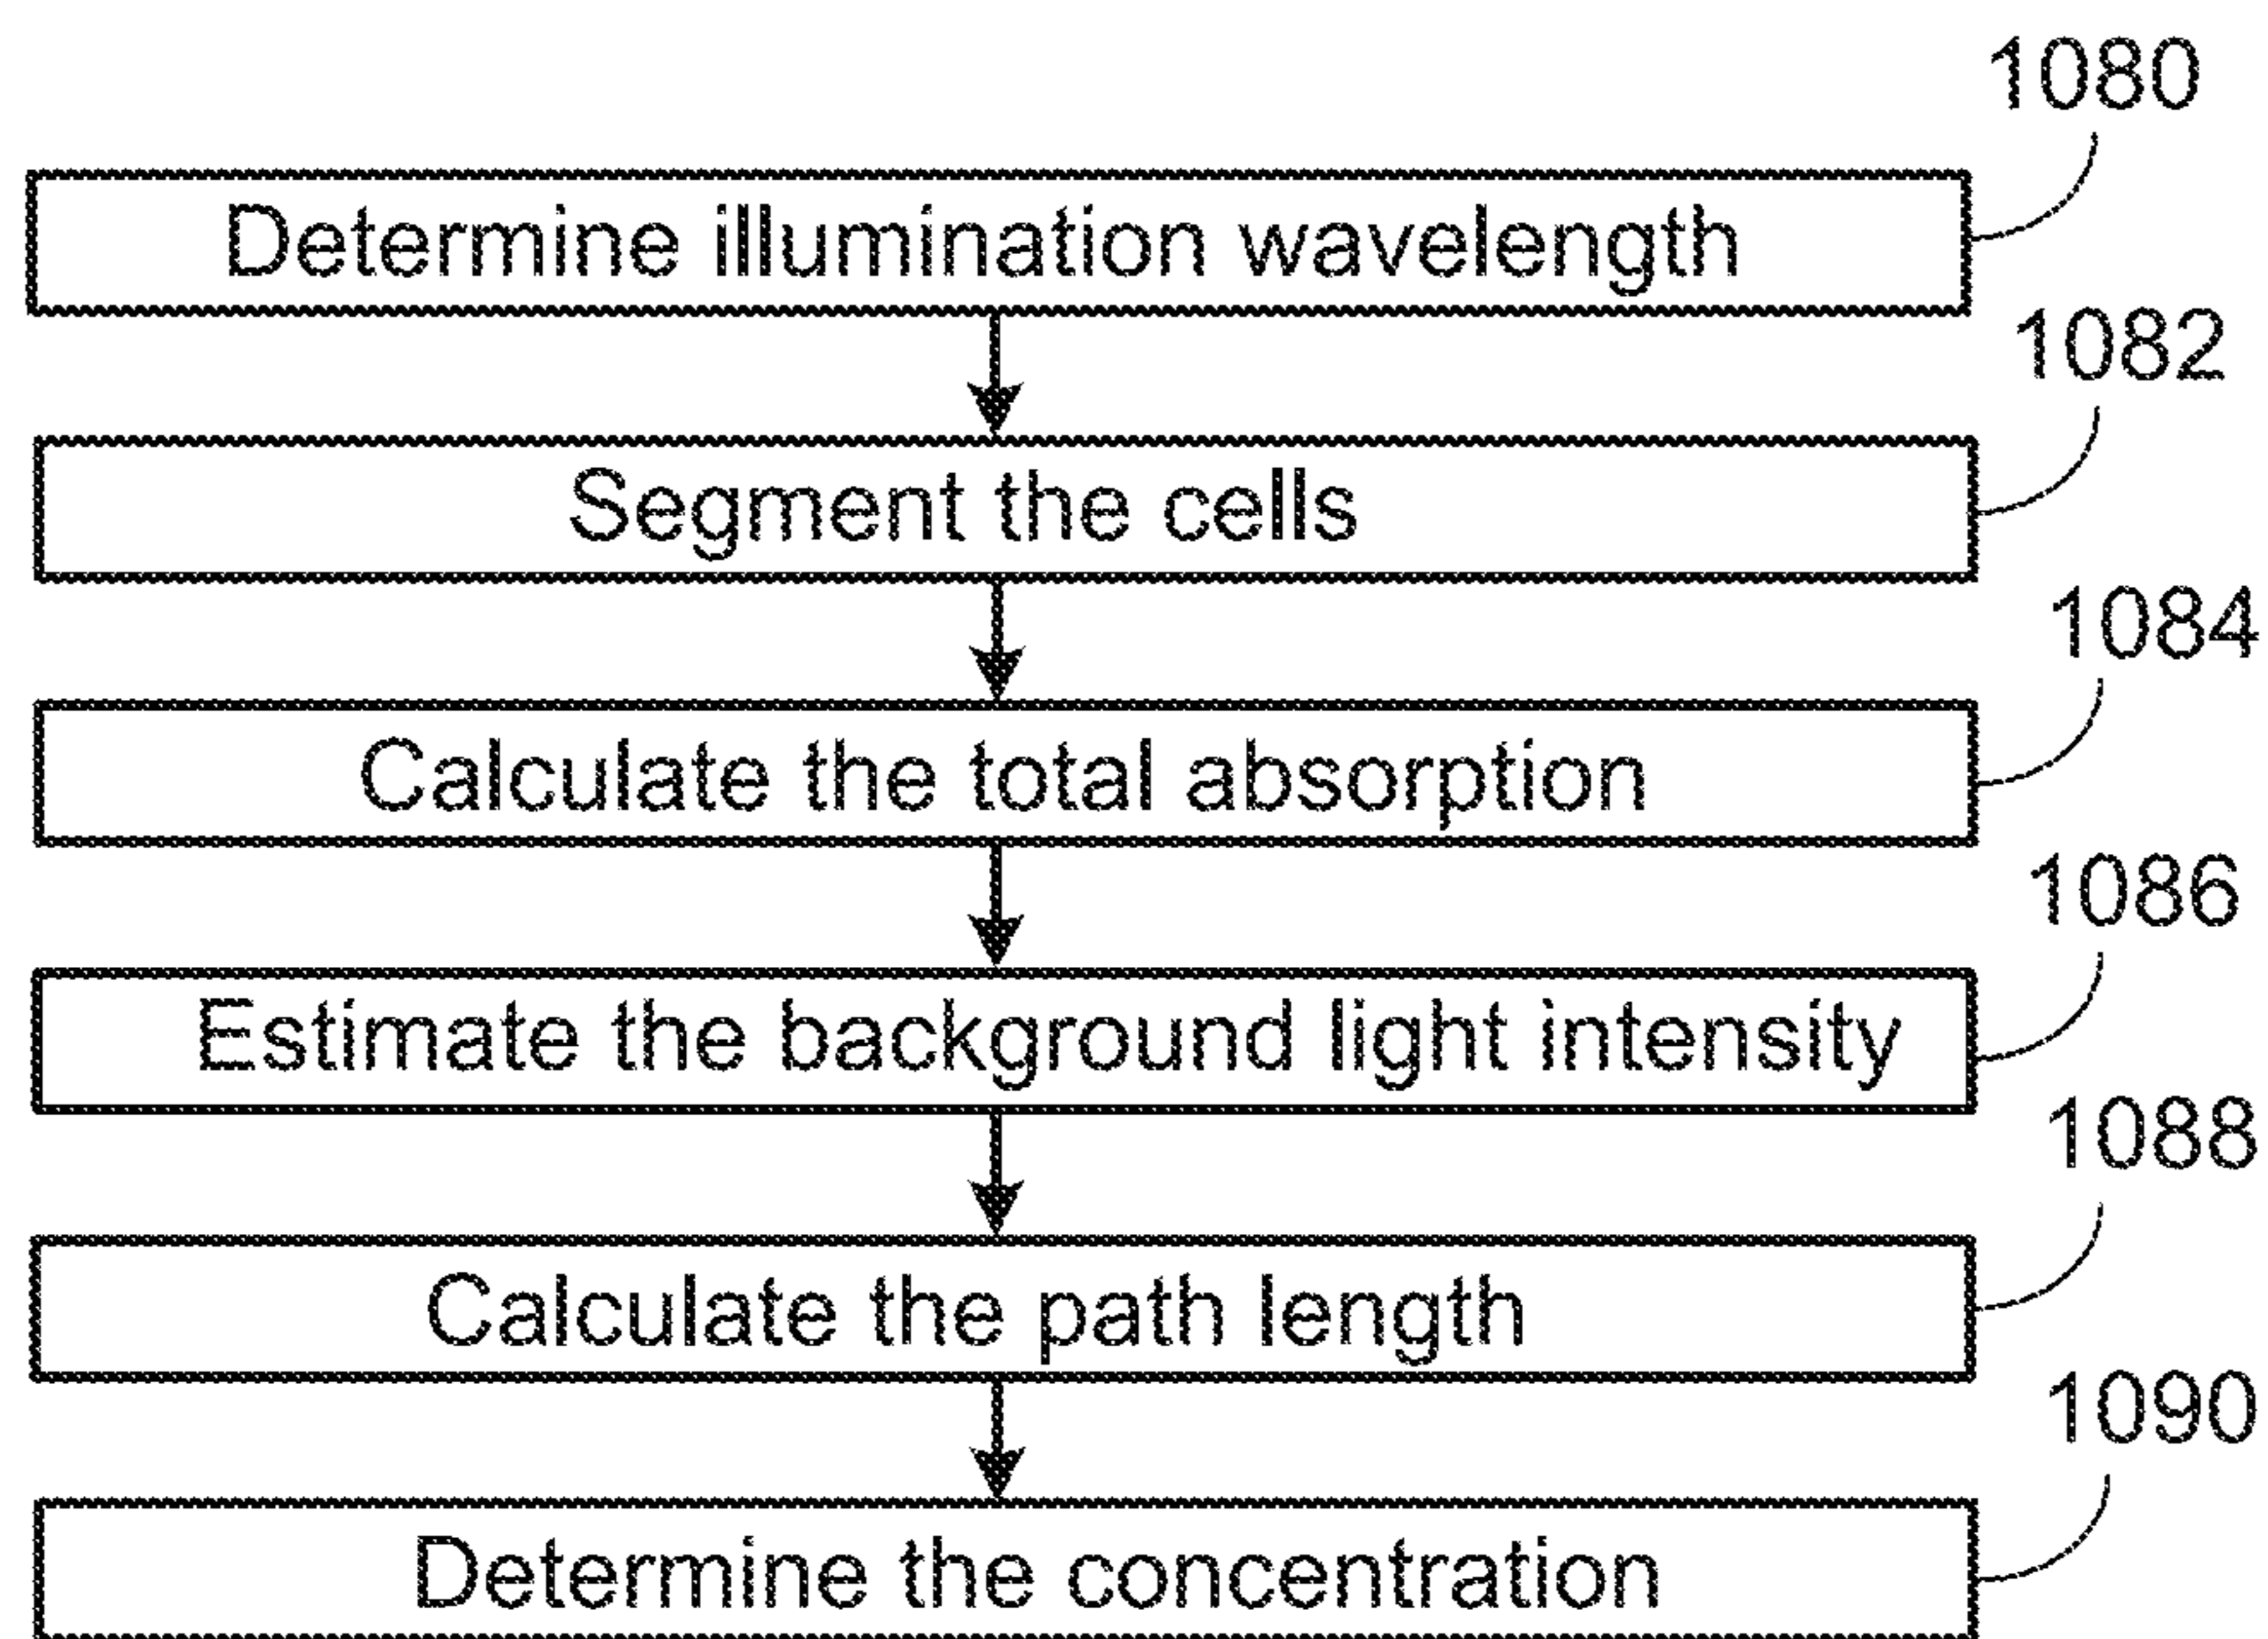 1080
Determine illumination wavelength
1082
Segment the cells
1084
Calculate the total absorption
1086
Estimate the background light intensity
1088
Calculate the path length
1090
Determine the concentration